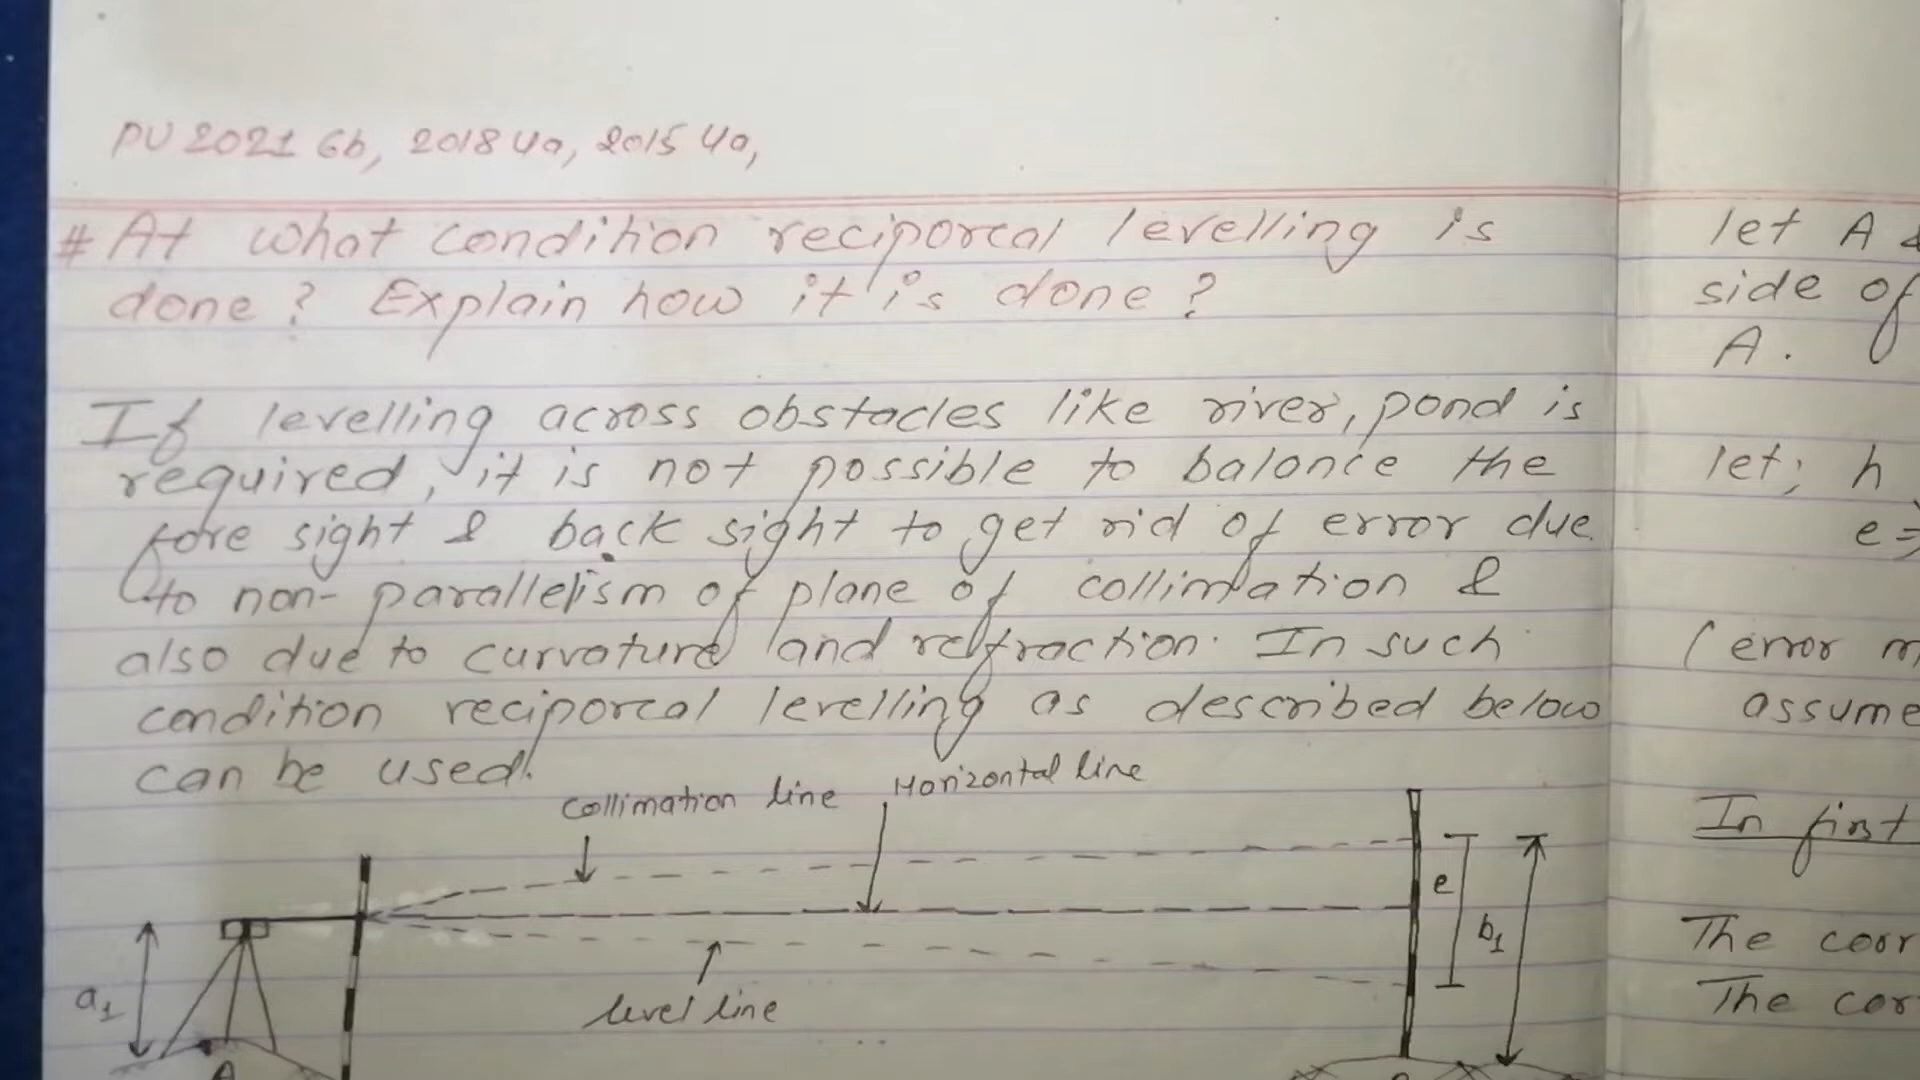 PU 2021 6b, 2018 4a, 2015 4a,
# At what condition reciporcal levelling is
done? Explain how it is done?
If levelling across obstacles like river, pond is
required, it is not possible to balance the
fore sight & back sight to get rid of error due
to non-parallelism of plane of collimation &
also due to curvature and refraction. In such
condition reciporcal levelling as described below
can be used.
collimation line
Horizontal line
e
b1
a1
level line
A
let A &
side of
A.
let; h
e ⇒
(error m
assume
In first
The corr
The cor